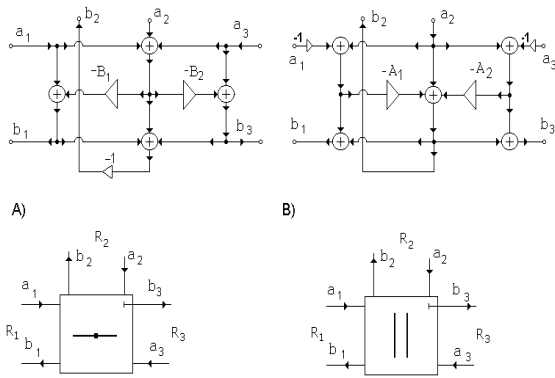 b2 a2 b2 a2
a1 a3 -1 -1
a1 a3
+ + +
-B1 -B2 -A1 -A2
+ + +
b1 b3 b1 b3
+ + +
-1
A) B)
R2 R2
b2 a2 b2 a2
a1 b3 a1 b3
R1 R3 R1 R3
b1 a3 b1 a3